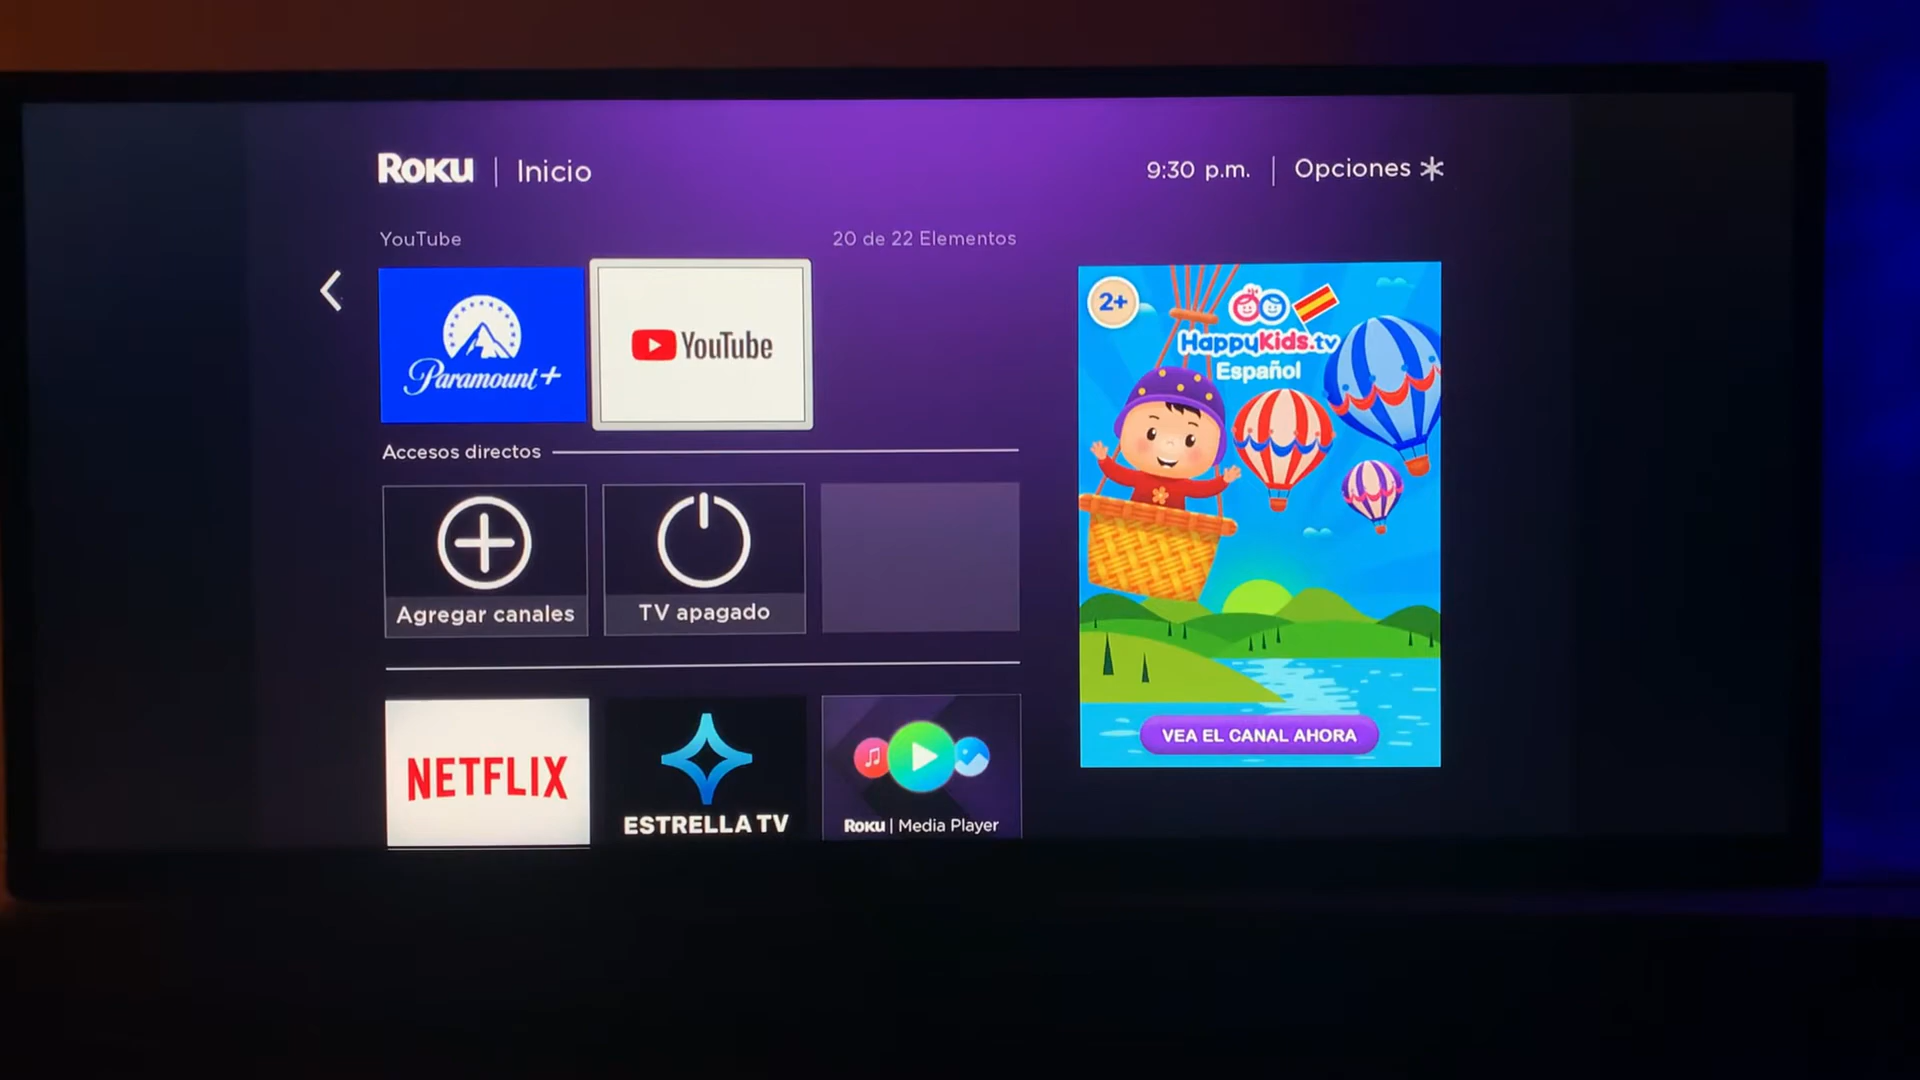 Roku | Inicio
9:30 p.m. | Opciones
YouTube
20 de 22 Elementos
Paramount+
YouTube
Accesos directos
Agregar canales
TV apagado
NETFLIX
ESTRELLA TV
Roku | Media Player
2+
HappyKids.tv
Español
VEA EL CANAL AHORA